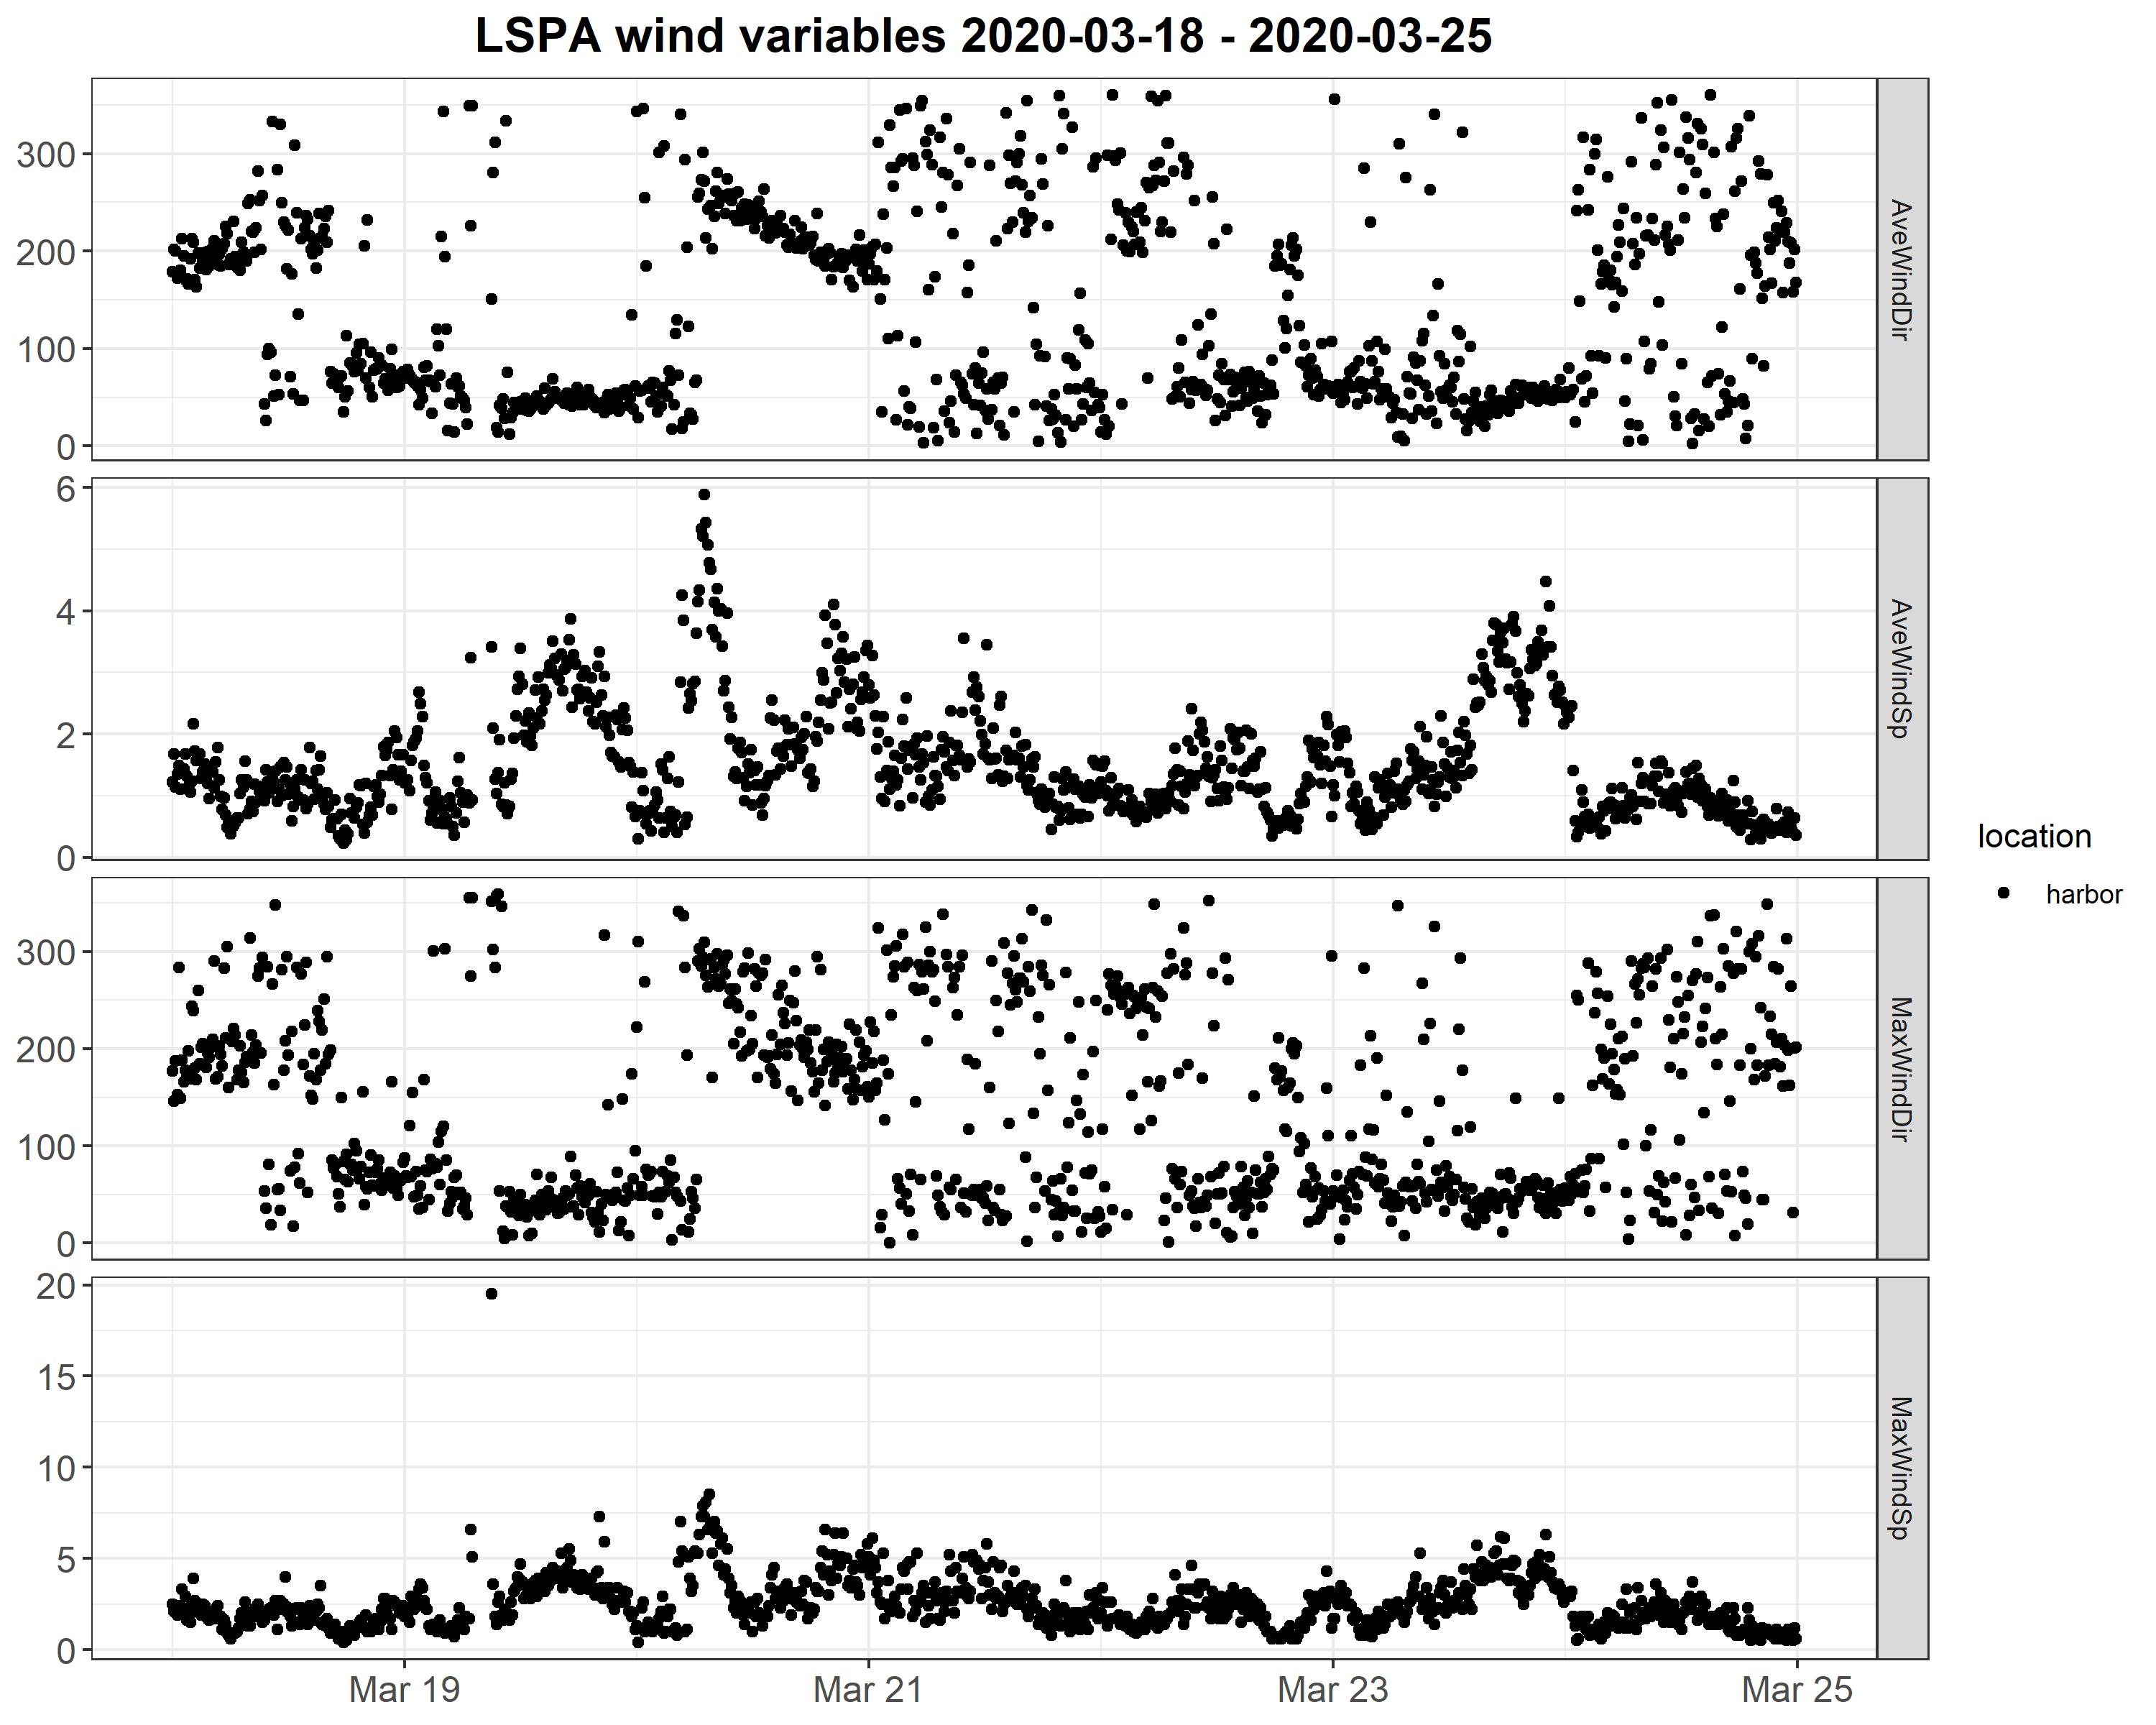 LSPA wind variables 2020-03-18 - 2020-03-25
300
200
100
0
AveWindDir
6
4
2
0
AveWindSp
300
200
100
0
MaxWindDir
20
15
10
5
0
MaxWindSp
Mar 19
Mar 21
Mar 23
Mar 25
location
harbor